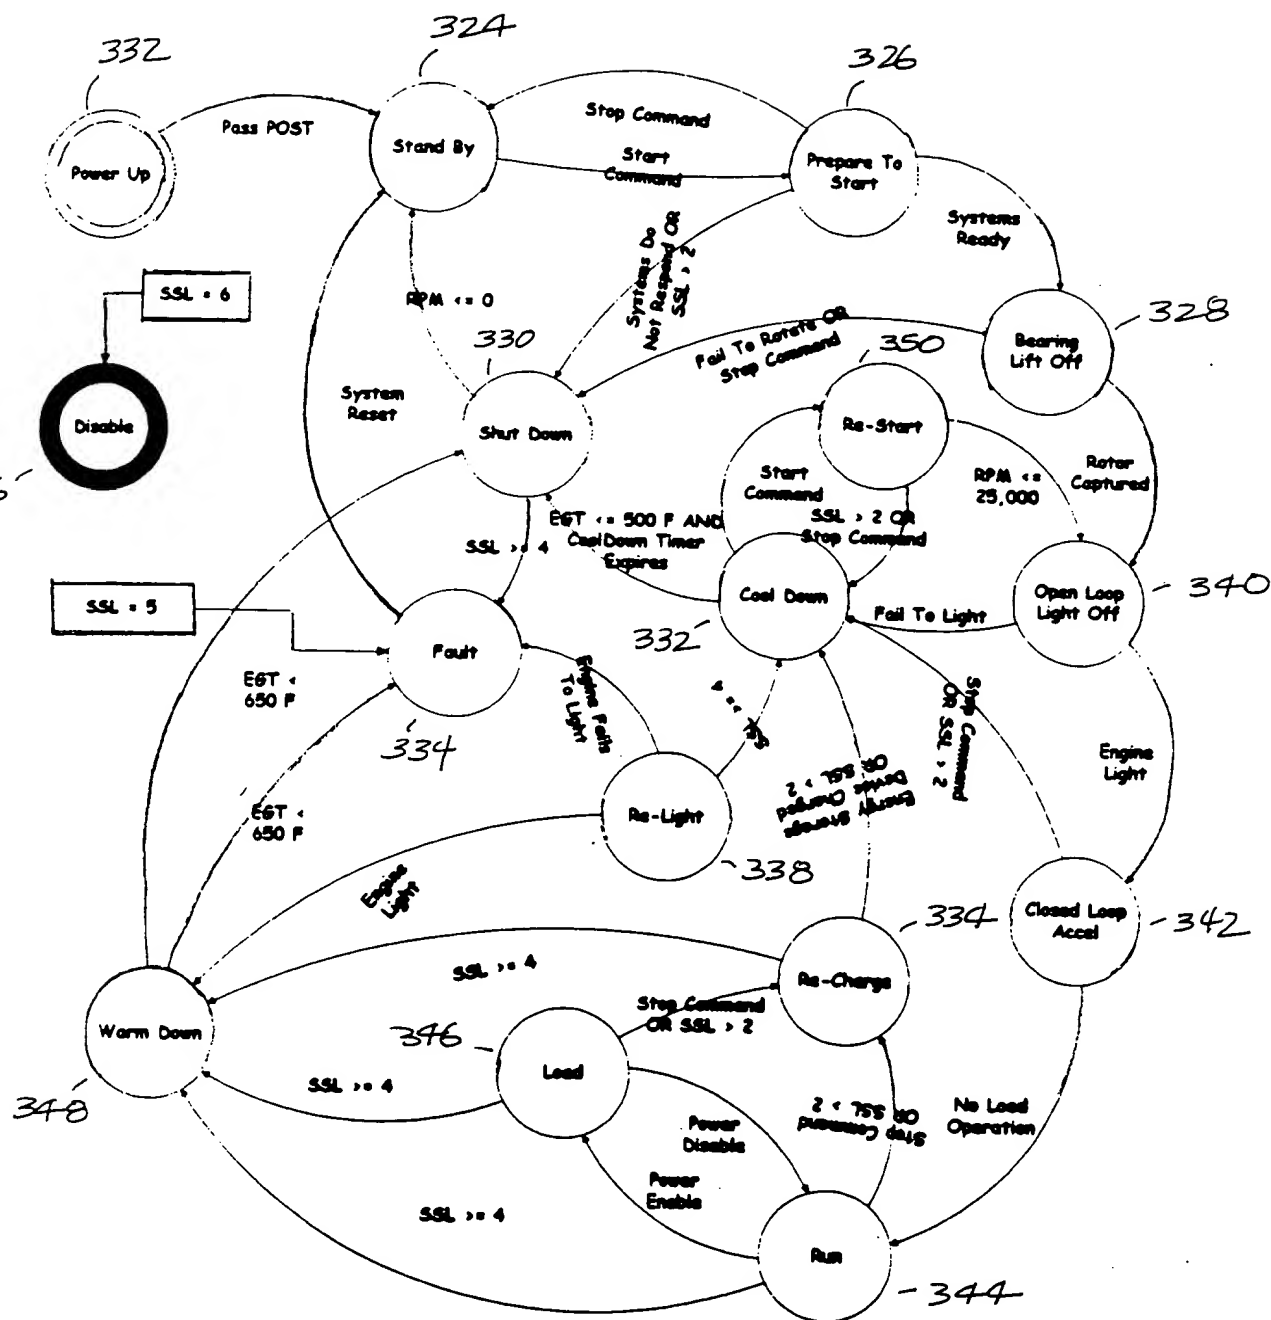 324
332
326
Pass POST
Stop Command
Stand By
Start
Command
Power Up
Prepare To
Start
Systems
Ready
Systems Do
Not Respond OR
SSL > 2
SSL = 6
RPM <= 0
328
330
Fail To Rotate OR
Stop Command
350
Bearing
Lift Off
System
Reset
Disable
Shut Down
Re-Start
Start
Command
RPM <=
25,000
Rotor
Captured
EGT <= 500 F AND
CoolDown Timer
Expires
SSL > 2 OR
Stop Command
SSL >= 4
SSL = 5
Cool Down
Open Loop
Light Off
340
Fail To Light
332
Fault
EGT <
650 F
334
Engine Fails
To Light
SSL >= 4
Stop Command
OR SSL > 2
Engine
Light
Energy Storage
Device Charged
OR SSL > 2
EGT <
650 F
Re-Light
338
Engine
Light
334
Closed Loop
Accel
342
SSL >= 4
Re-Charge
Stop Command
OR SSL > 2
Warm Down
346
Load
348
SSL >= 4
Power
Disable
Stop Command
OR SSL > 2
No Load
Operation
Power
Enable
SSL >= 4
Run
344